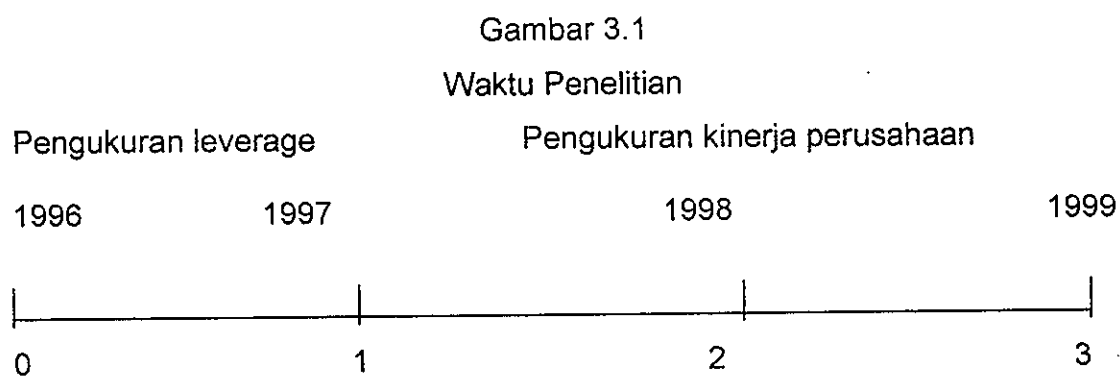 Gambar 3.1
Waktu Penelitian
Pengukuran leverage Pengukuran kinerja perusahaan
1996 1997 1998 1999
0 1 2 3